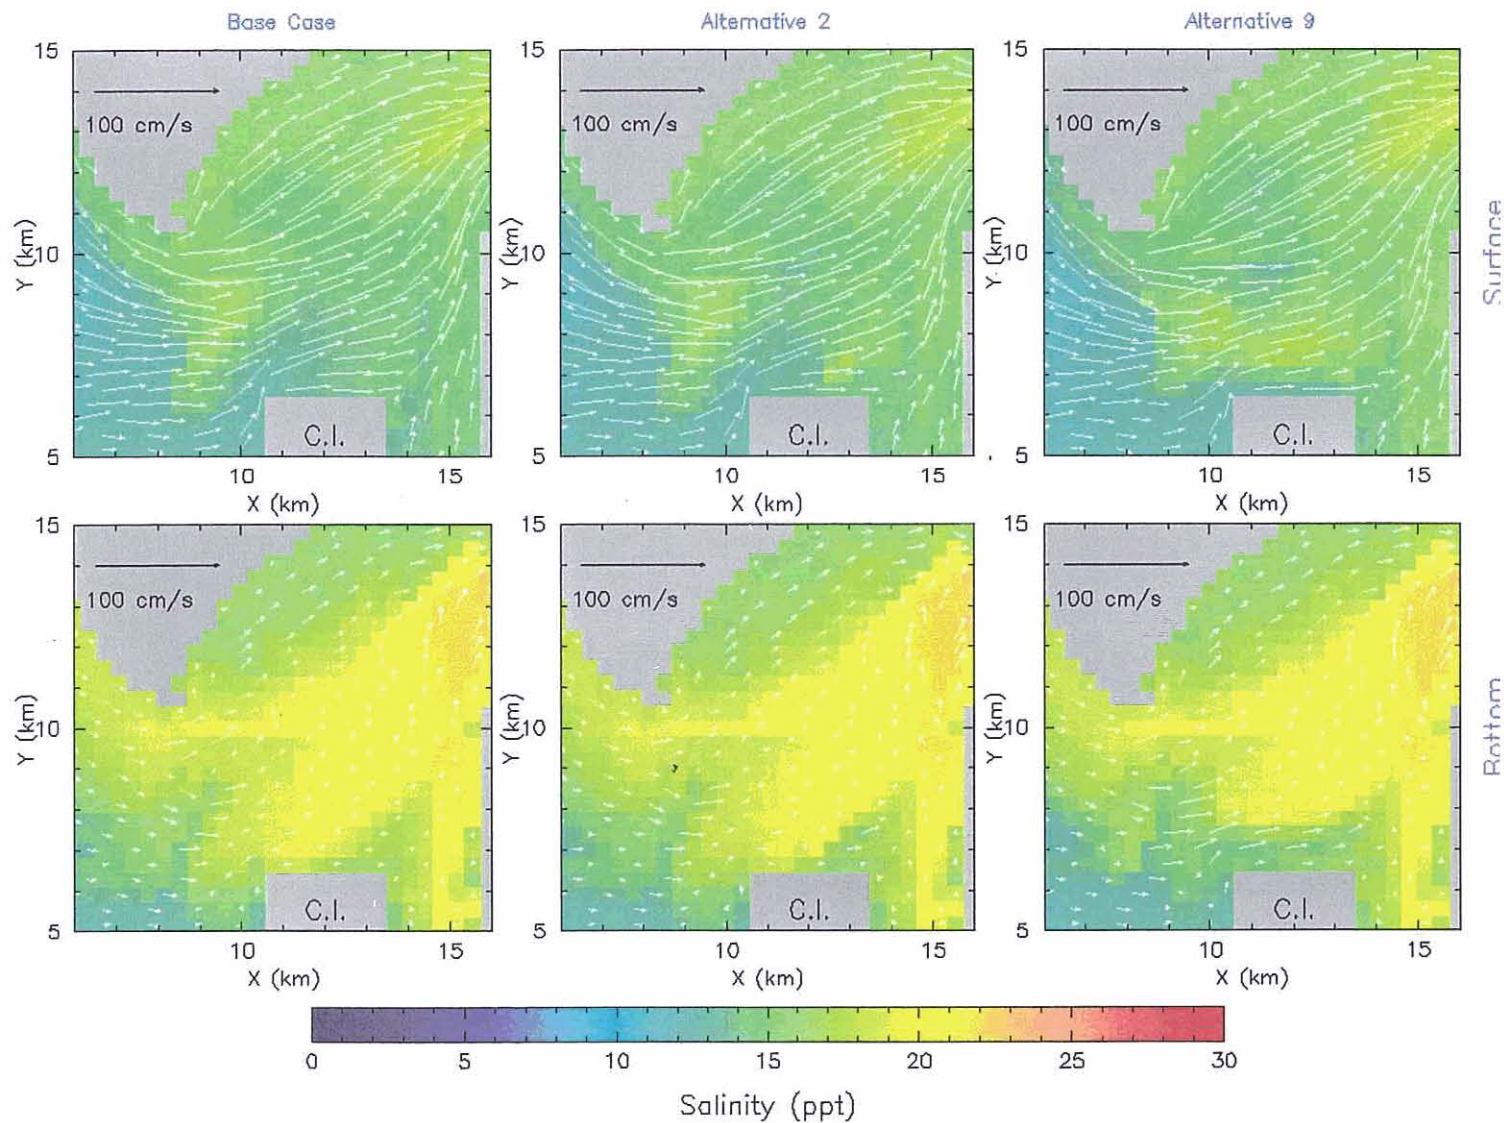 Base Case
Alternative 2
Alternative 9
15
10
5
Y (km)
100 cm/s
C.I.
10
15
X (km)
15
10
5
Y (km)
100 cm/s
C.I.
10
15
X (km)
15
10
5
Y (km)
100 cm/s
C.I.
10
15
X (km)
Surface
15
10
5
Y (km)
100 cm/s
C.I.
10
15
X (km)
15
10
5
Y (km)
100 cm/s
C.I.
10
15
X (km)
15
10
5
Y (km)
100 cm/s
C.I.
10
15
X (km)
Bottom
0 5 10 15 20 25 30
Salinity (ppt)